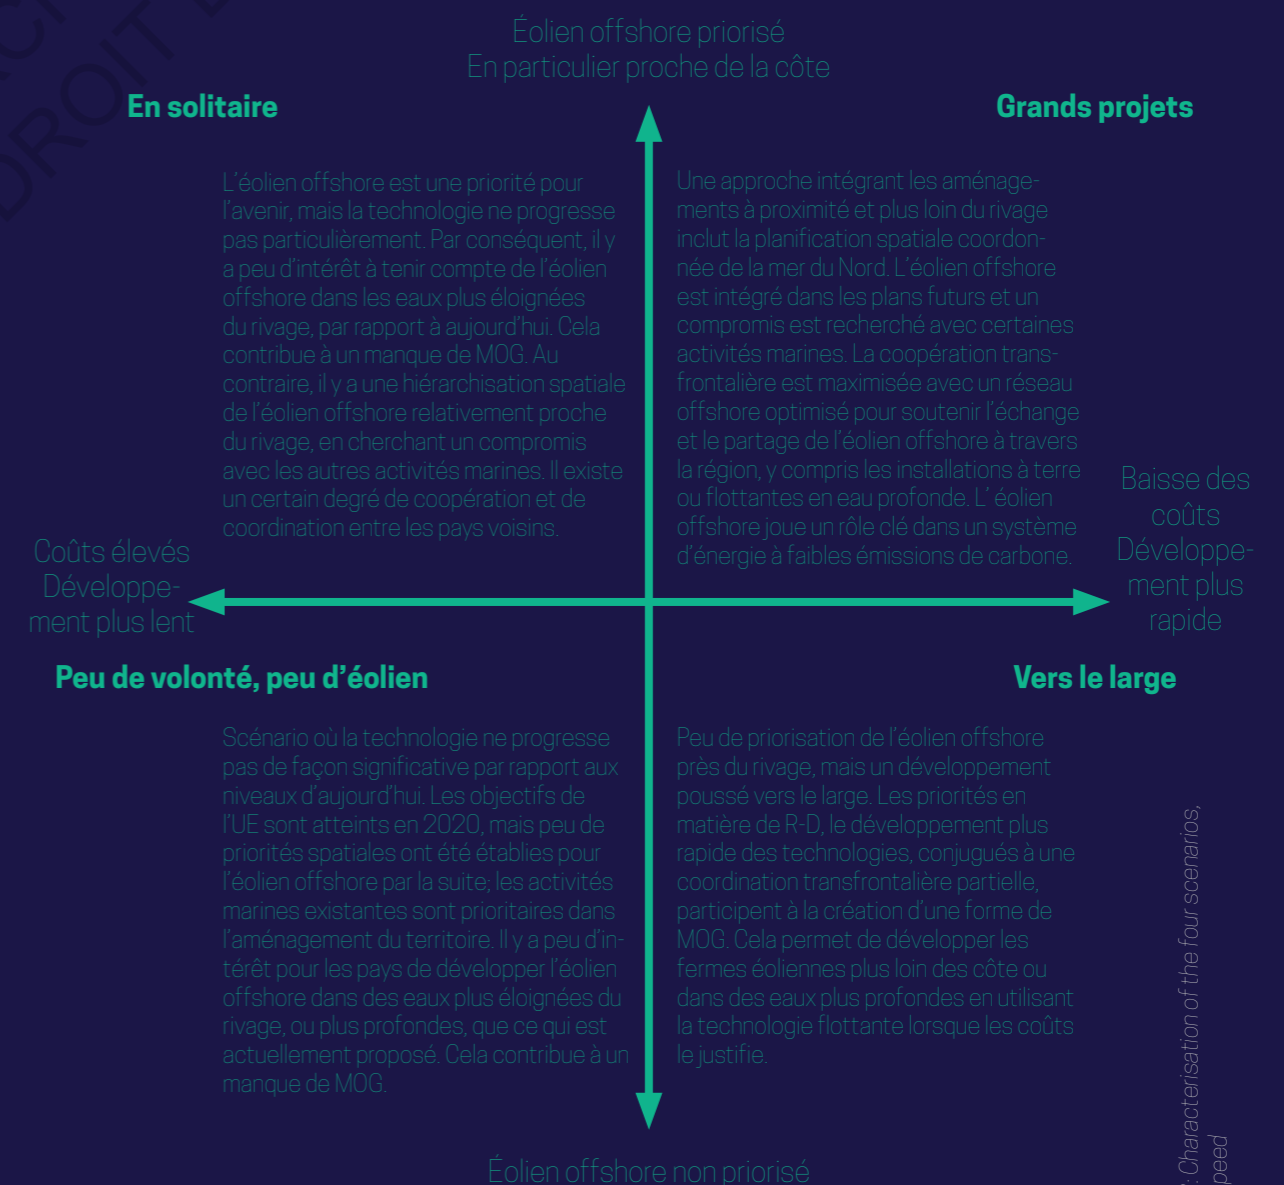 Éolien offshore priorisé
En particulier proche de la côte
En solitaire
L'éolien offshore est une priorité pour
l'avenir, mais la technologie ne progresse
pas particulièrement. Par conséquent, il y
a peu d'intérêt à tenir compte de l'éolien
offshore dans les eaux plus éloignées
du rivage, par rapport à aujourd'hui. Cela
contribue à un manque de MOG. Au
contraire, il y a une hiérarchisation spatiale
de l'éolien offshore relativement proche
du rivage, en cherchant un compromis
avec les autres activités marines. Il existe
un certain degré de coopération et de
coordination entre les pays voisins.
Grands projets
Une approche intégrant les aménage-
ments à proximité et plus loin du rivage
inclut la planification spatiale coordon-
née de la mer du Nord. L'éolien offshore
est intégré dans les plans futurs et un
compromis est recherché avec certaines
activités marines. La coopération trans-
frontalière est maximisée avec un réseau
offshore optimisé pour soutenir l'échange
et le partage de l'éolien offshore à travers
la région, y compris les installations à terre
ou flottantes en eau profonde. L' éolien
offshore joue un rôle clé dans un système
d'énergie à faibles émissions de carbone.
Coûts élevés
Développe-
ment plus lent
Baisse des
coûts
Développe-
ment plus
rapide
Peu de volonté, peu d'éolien
Scénario où la technologie ne progresse
pas de façon significative par rapport aux
niveaux d'aujourd'hui. Les objectifs de
l'UE sont atteints en 2020, mais peu de
priorités spatiales ont été établies pour
l'éolien offshore par la suite; les activités
marines existantes sont prioritaires dans
l'aménagement du territoire. Il y a peu d'in-
térêt pour les pays de développer l'éolien
offshore dans des eaux plus éloignées du
rivage, ou plus profondes, que ce qui est
actuellement proposé. Cela contribue à un
manque de MOG.
Vers le large
Peu de priorisation de l'éolien offshore
près du rivage, mais un développement
poussé vers le large. Les priorités en
matière de R-D, le développement plus
rapide des technologies, conjugués à une
coordination transfrontalière partielle,
participent à la création d'une forme de
MOG. Cela permet de développer les
fermes éoliennes plus loin des côte ou
dans des eaux plus profondes en utilisant
la technologie flottante lorsque les coûts
le justifie.
Éolien offshore non priorisé
: Characterisation of the four scenarios,
peed
DROIT